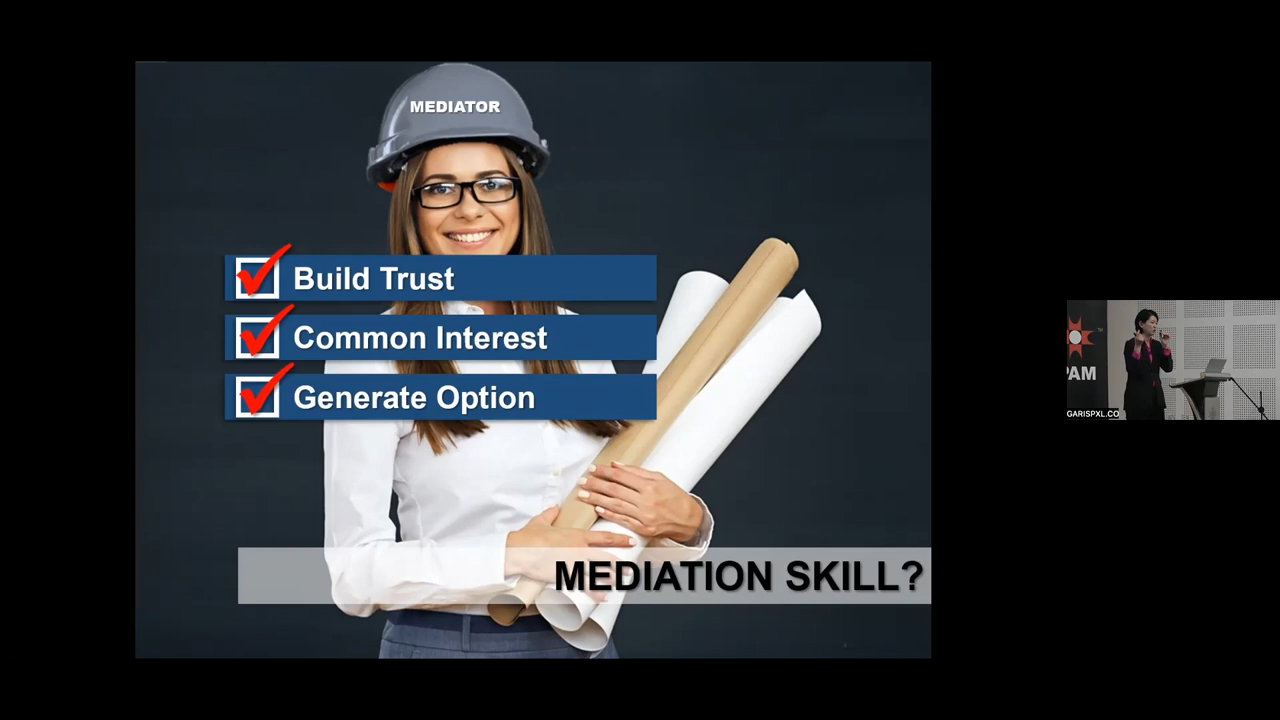 MEDIATOR
Build Trust
Common Interest
Generate Option
MEDIATION SKILL?
PAM
GARISPXL.CO